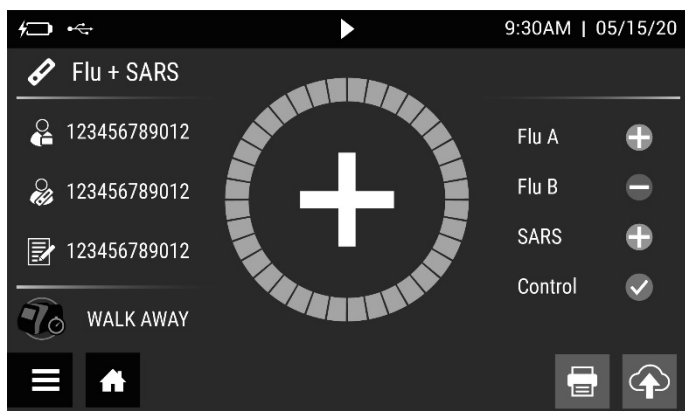 9:30AM | 05/15/20
Flu + SARS
123456789012
123456789012
123456789012
WALK AWAY
Flu A
Flu B
SARS
Control